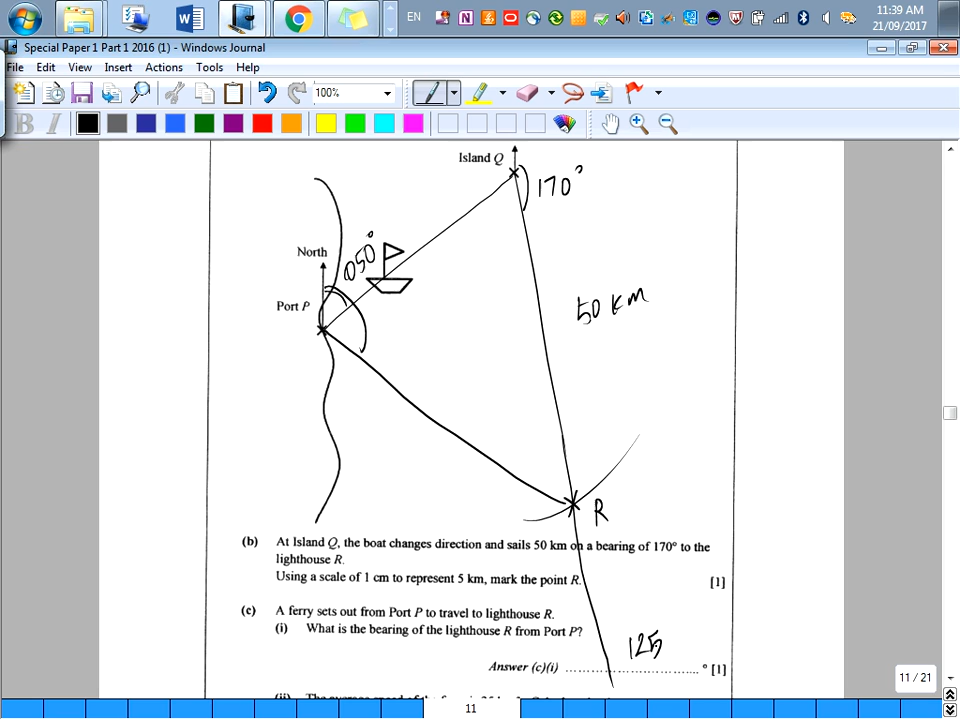 EN
11:39 AM
21/09/2017
Special Paper 1 Part 1 2016 (1) - Windows Journal
File Edit View Insert Actions Tools Help
100%
B I
Island Q
170°
North
050°
Port P
50 km
R
(b) At Island Q, the boat changes direction and sails 50 km on a bearing of 170° to the
lighthouse R.
Using a scale of 1 cm to represent 5 km, mark the point R. [1]
(c) A ferry sets out from Port P to travel to lighthouse R.
(i) What is the bearing of the lighthouse R from Port P?
125
Answer (c)(i) ........................................ ° [1]
11 / 21
11